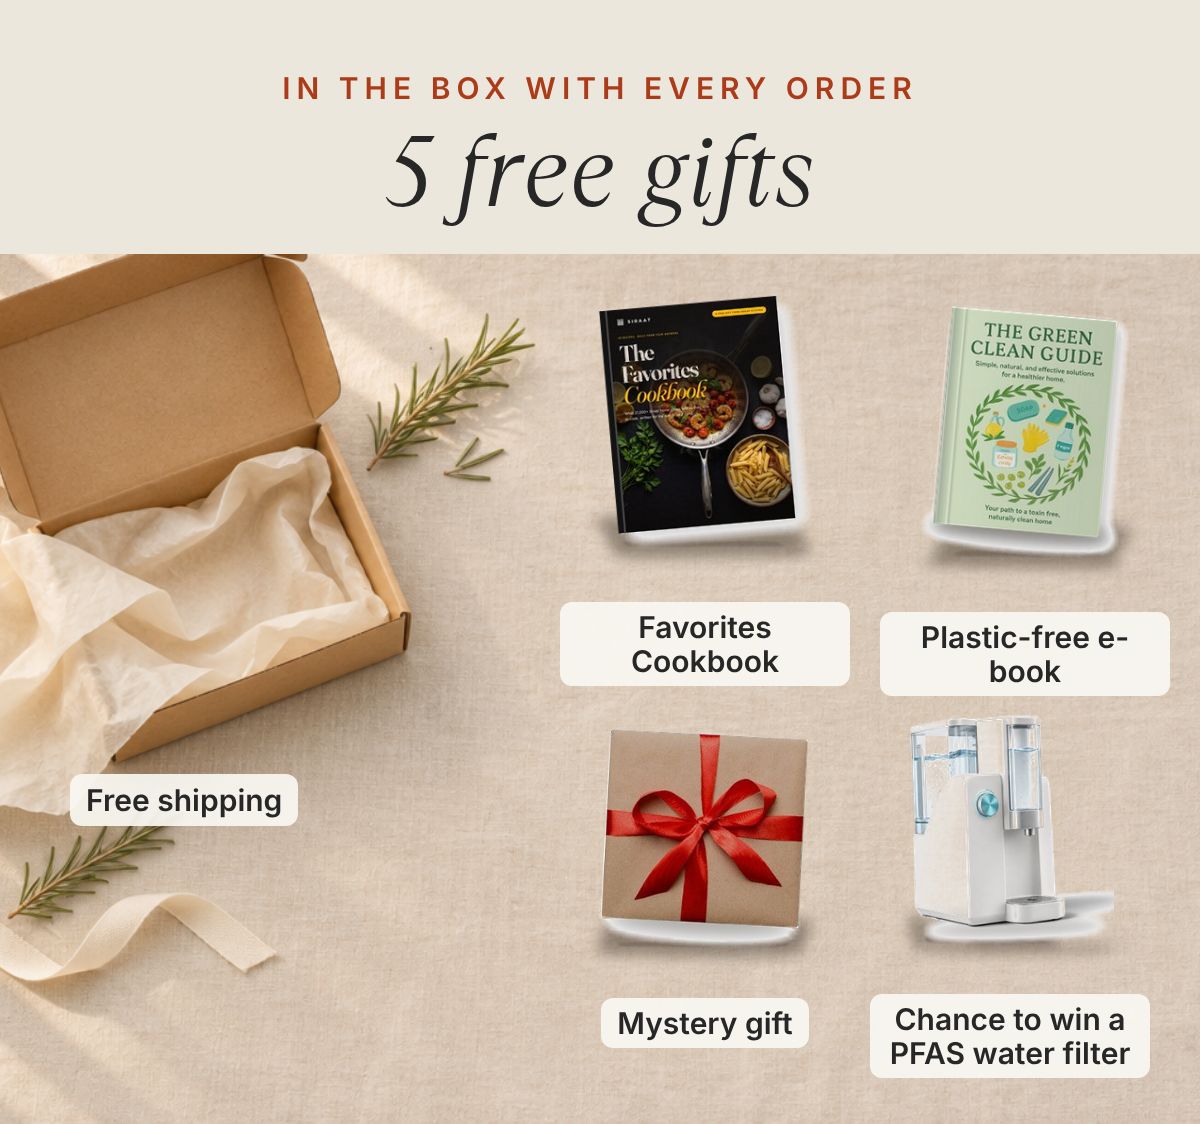 IN THE BOX WITH EVERY ORDER
5 free gifts
SIRAAT
The
Favorites
Cookbook
THE GREEN
CLEAN GUIDE
Simple, natural, and effective solutions
for a healthier home.
SOAP
Your path to a toxin free,
naturally clean home
Favorites
Cookbook
Plastic-free e-
book
Free shipping
Mystery gift
Chance to win a
PFAS water filter